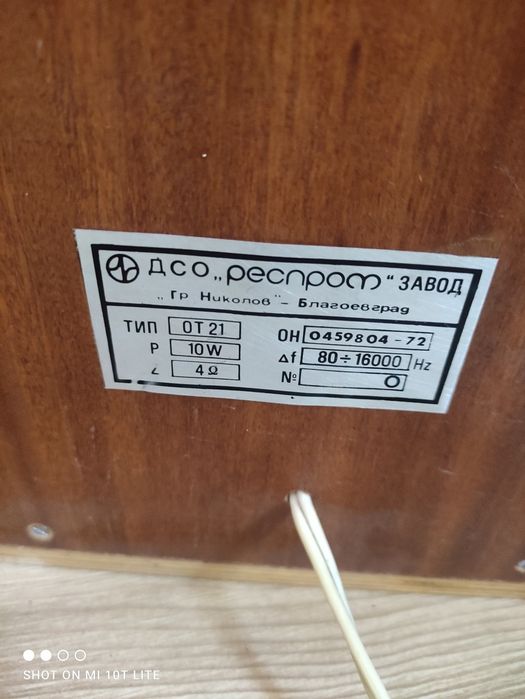 ДСО „респром“ ЗАВОД
„Гр Николов" - Благоевград
ТИП ОТ 21
P 10W
Z 4Ω
ОН 0459804-72
Δf 80÷16000 Hz
№ 0
SHOT ON MI 10T LITE